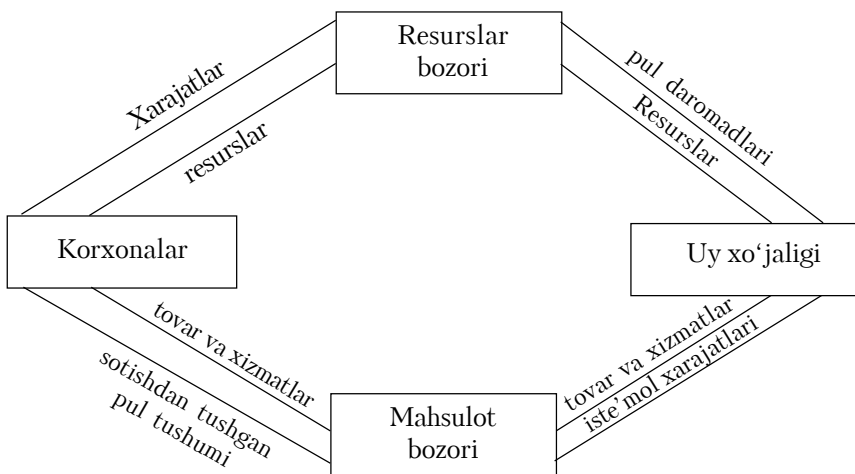 Resurslar
bozori
Xarajatlar
resurslar
pul daromadlari
Resurslar
Korxonalar
Uy xo‘jaligi
tovar va xizmatlar
sotishdan tushgan
pul tushumi
tovar va xizmatlar
iste’mol xarajatlari
Mahsulot
bozori